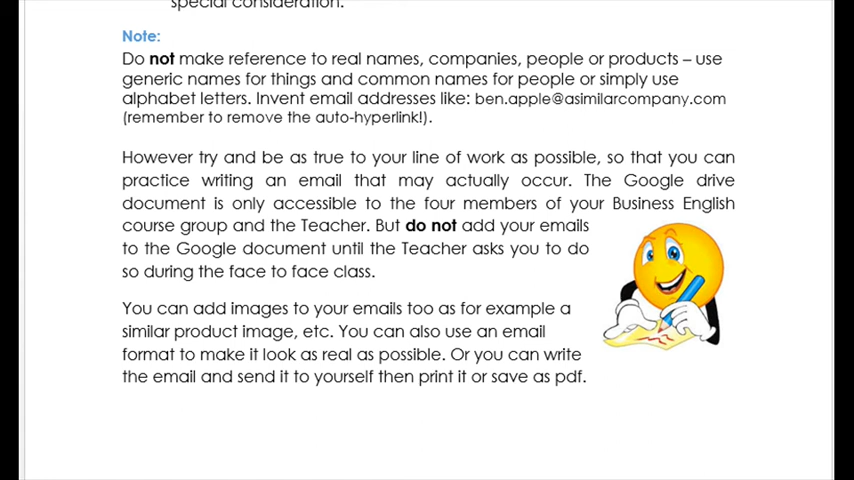 special consideration.
Note:
Do not make reference to real names, companies, people or products – use
generic names for things and common names for people or simply use
alphabet letters. Invent email addresses like: ben.apple@asimilarcompany.com
(remember to remove the auto-hyperlink!).
However try and be as true to your line of work as possible, so that you can
practice writing an email that may actually occur. The Google drive
document is only accessible to the four members of your Business English
course group and the Teacher. But do not add your emails
to the Google document until the Teacher asks you to do
so during the face to face class.
You can add images to your emails too as for example a
similar product image, etc. You can also use an email
format to make it look as real as possible. Or you can write
the email and send it to yourself then print it or save as pdf.